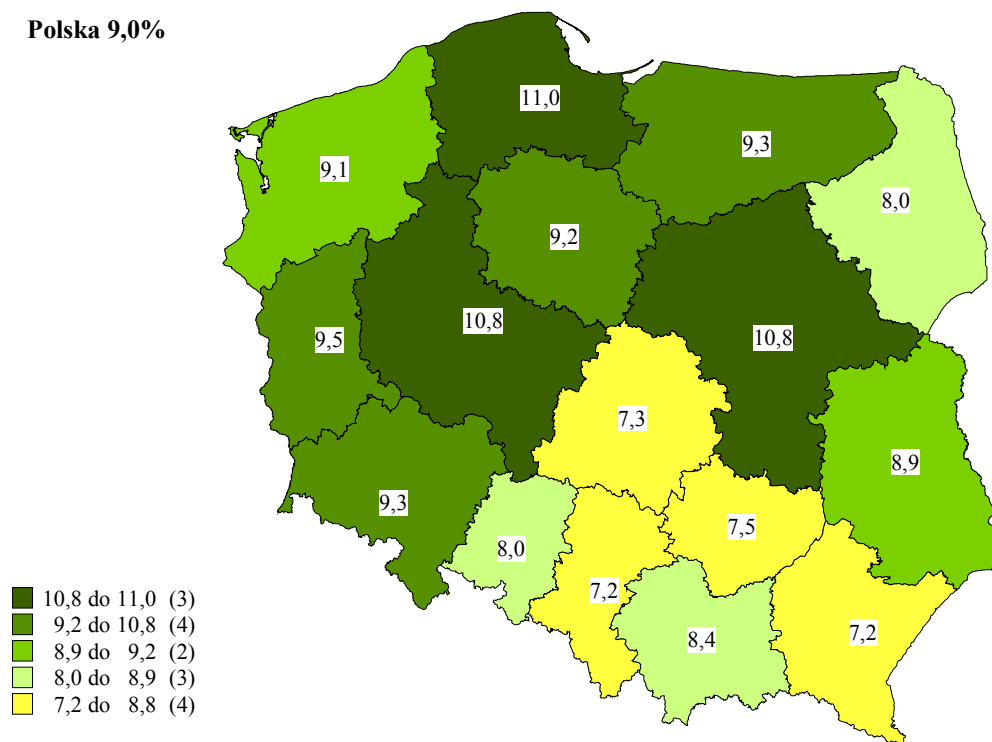 Polska 9,0%
11,0
9,3
9,1
8,0
9,2
10,8
9,5
10,8
7,3
8,9
9,3
7,5
8,0
7,2
8,4
7,2
10,8 do 11,0 (3)
9,2 do 10,8 (4)
8,9 do 9,2 (2)
8,0 do 8,9 (3)
7,2 do 8,8 (4)